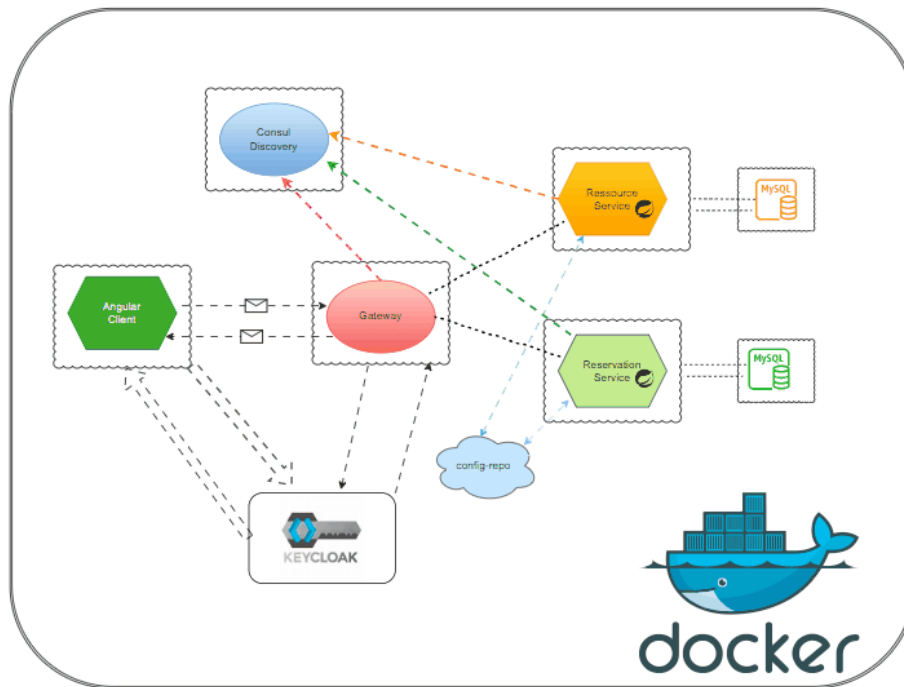 Consul
Discovery
Ressource
Service
MySQL
Angular
Client
Gateway
Reservation
Service
MySQL
config-repo
KEYCLOAK
docker